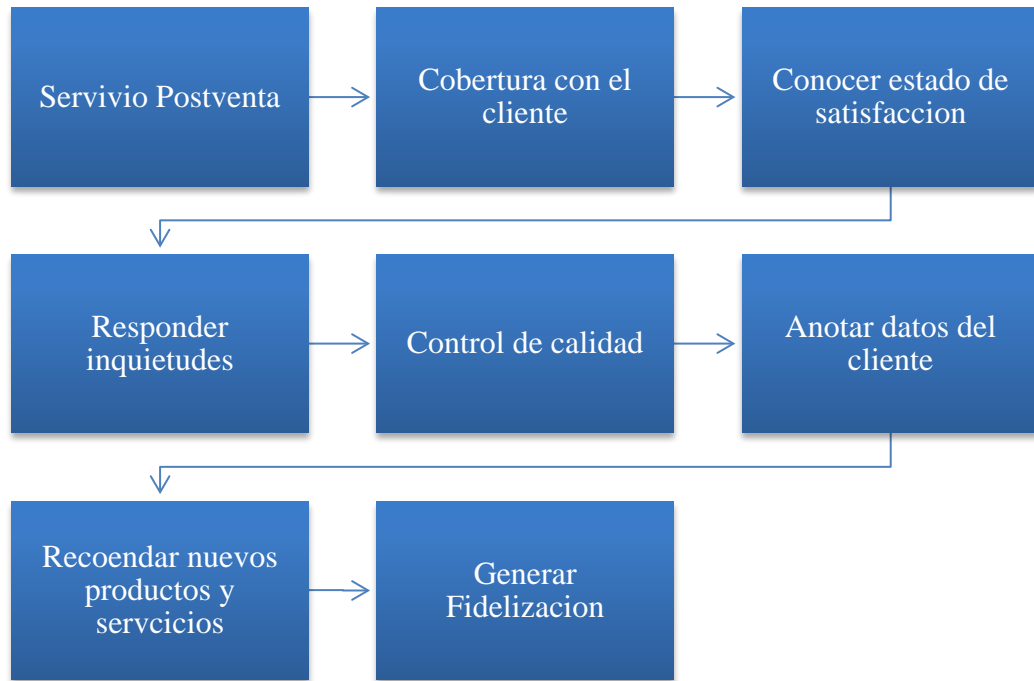 Servivio Postventa
Cobertura con el
cliente
Conocer estado de
satisfaccion
Responder
inquietudes
Control de calidad
Anotar datos del
cliente
Recoendar nuevos
productos y
servcicios
Generar
Fidelizacion